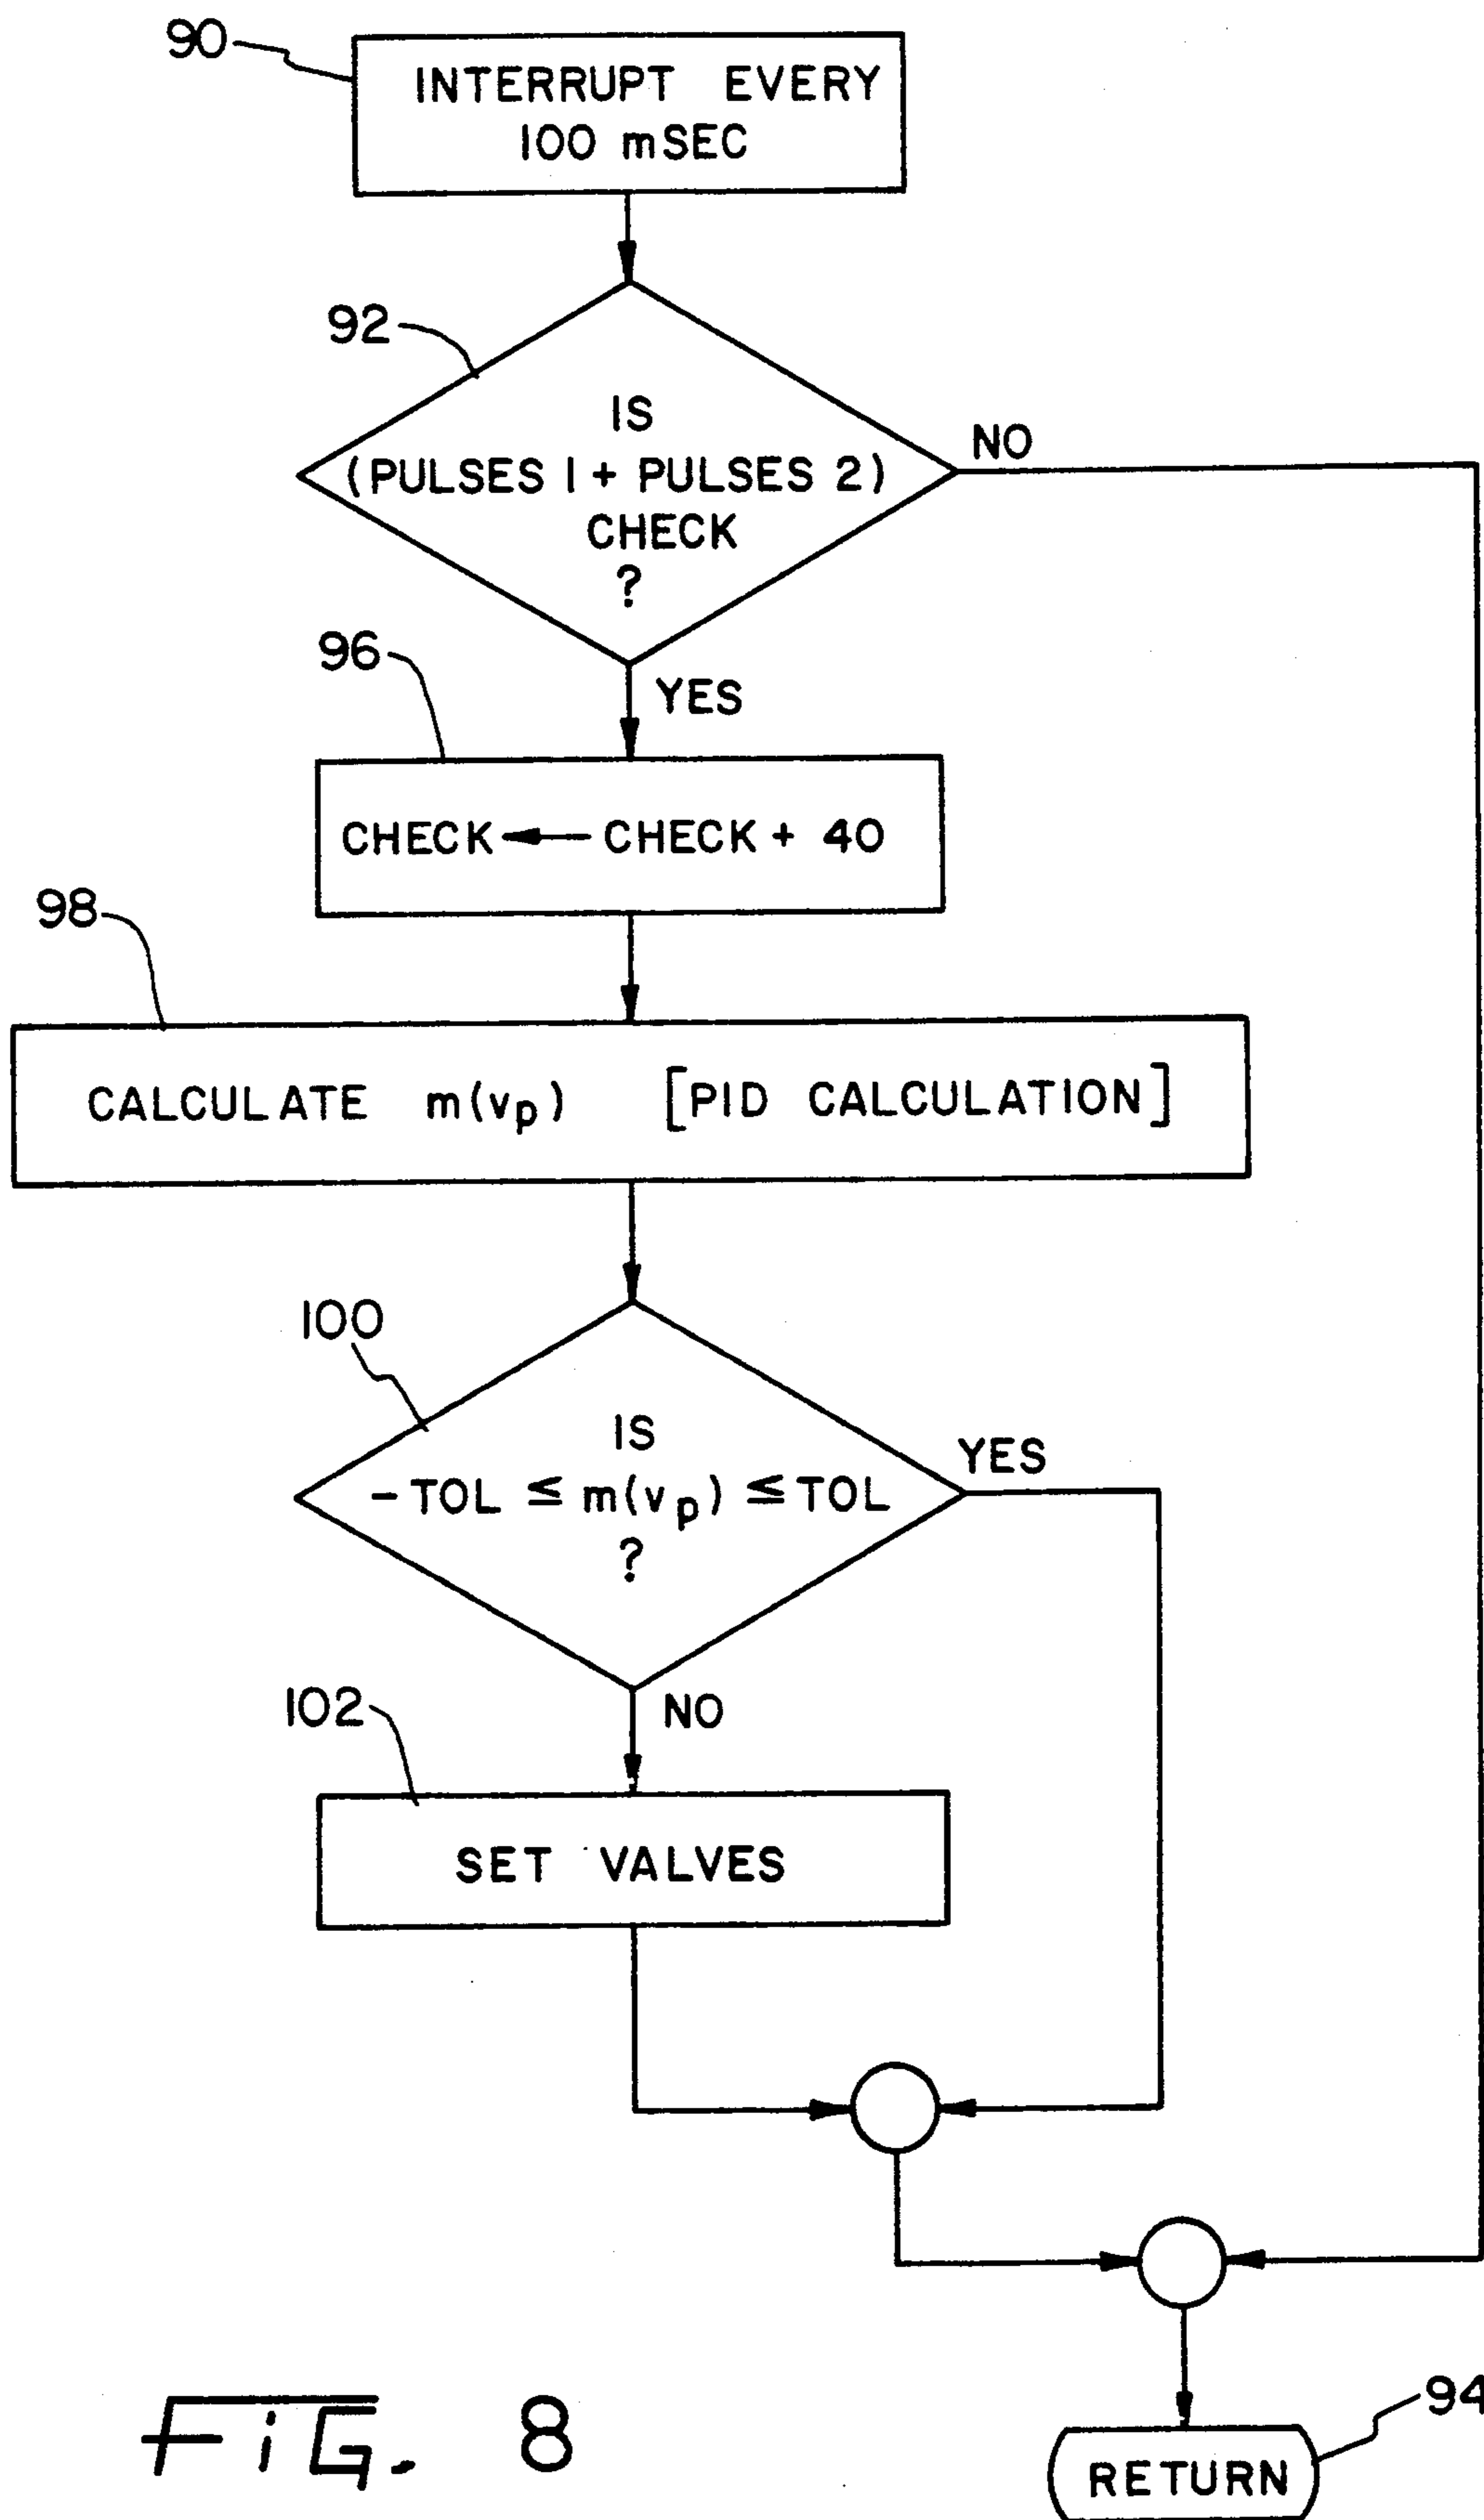 90
INTERRUPT EVERY
100 mSEC
92
IS
(PULSES 1 + PULSES 2)
CHECK
?
NO
YES
96
CHECK ← CHECK + 40
98
CALCULATE m(vp) [PID CALCULATION]
100
IS
- TOL ≤ m(vp) ≤ TOL
?
YES
NO
102
SET VALVES
94
RETURN
FiG. 8